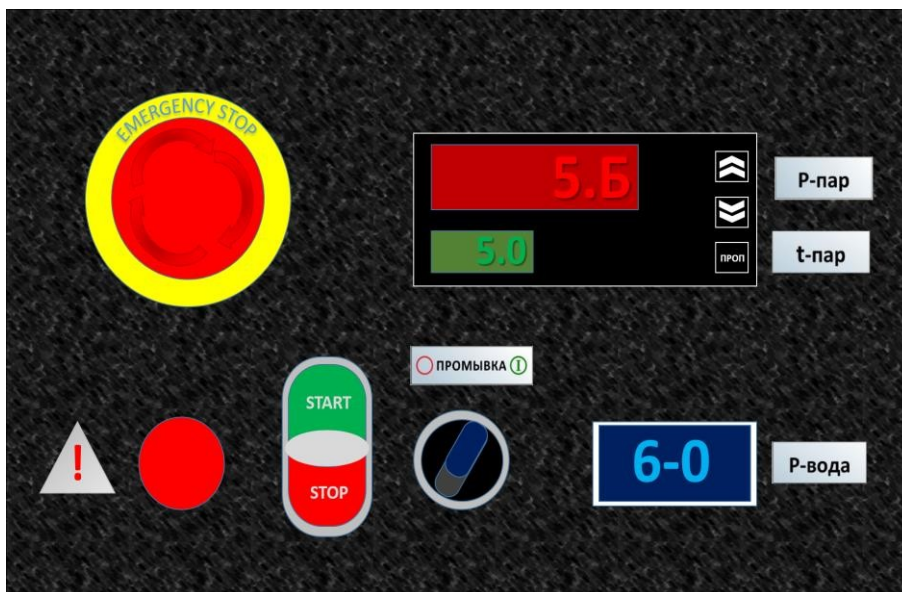 EMERGENCY STOP
5.Б
P-пар
5.0
проп
t-пар
ПРОМЫВКА I
START
STOP
!
6-0
P-вода